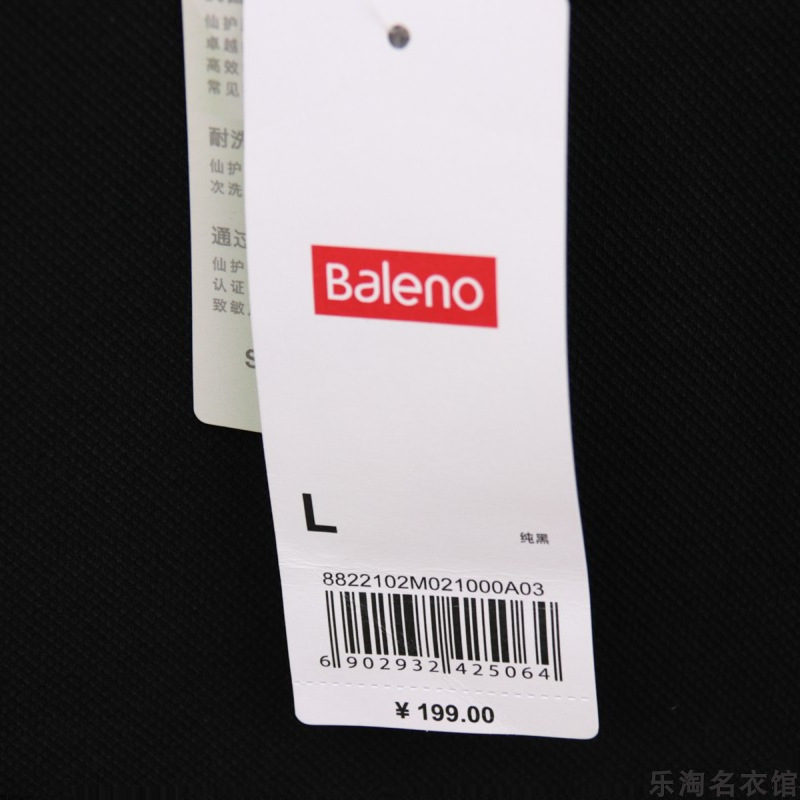 仙护
卓越
高效
常见
耐洗
仙护
次洗
通过
仙护
认证
致敏
S
Baleno
L
纯黑
8822102M021000A03
6 902932 425064
¥ 199.00
乐淘名衣馆